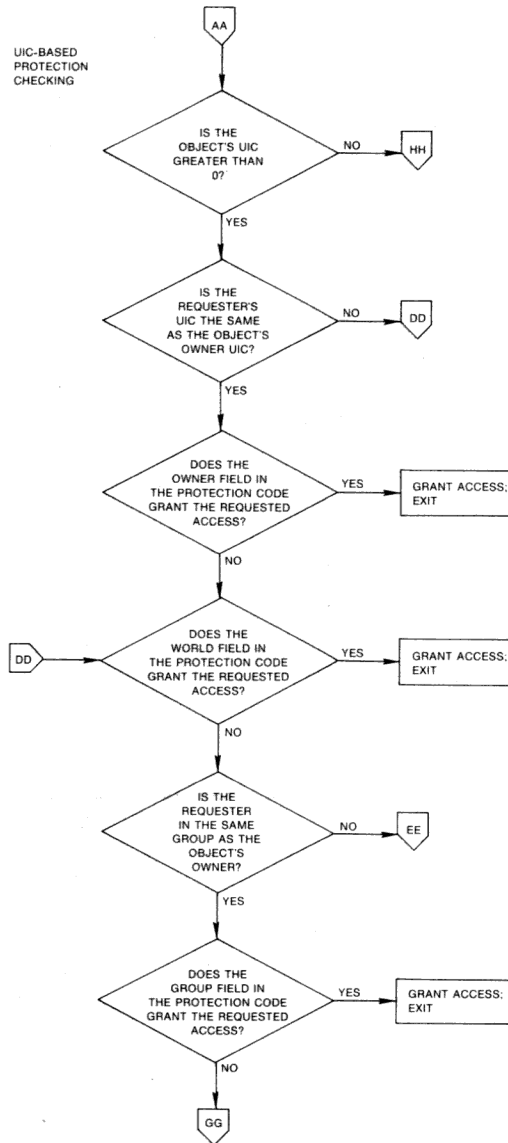 AA
UIC-BASED
PROTECTION
CHECKING
IS THE
OBJECT'S UIC
GREATER THAN
0?
NO
HH
YES
IS THE
REQUESTER'S
UIC THE SAME
AS THE OBJECT'S
OWNER UIC?
NO
DD
YES
DOES THE
OWNER FIELD IN
THE PROTECTION CODE
GRANT THE REQUESTED
ACCESS?
YES
GRANT ACCESS;
EXIT
NO
DD
DOES THE
WORLD FIELD IN
THE PROTECTION CODE
GRANT THE REQUESTED
ACCESS?
YES
GRANT ACCESS;
EXIT
NO
IS THE
REQUESTER
IN THE SAME
GROUP AS THE
OBJECT'S
OWNER?
NO
EE
YES
DOES THE
GROUP FIELD IN
THE PROTECTION CODE
GRANT THE REQUESTED
ACCESS?
YES
GRANT ACCESS;
EXIT
NO
GG